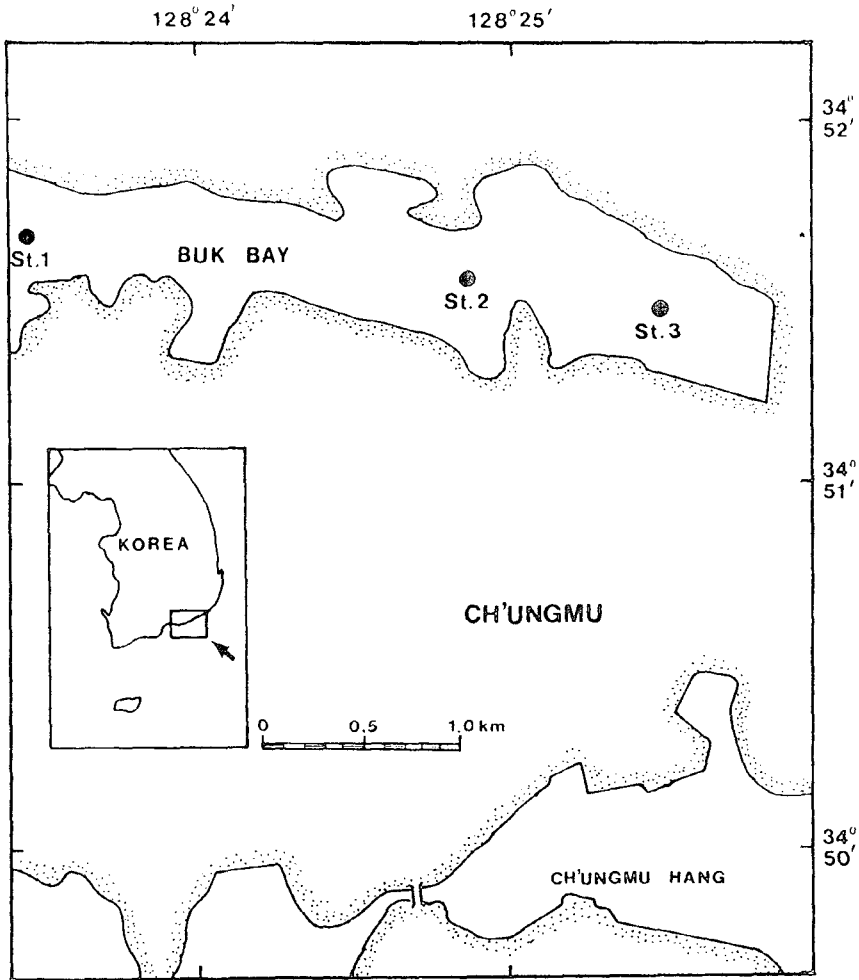 128° 24' 128° 25'
34°
52'
BUK BAY
St.1
St.2
St.3
34°
51'
KOREA
CH'UNGMU
0 0.5 1.0 km
34°
50'
CH'UNGMU HANG